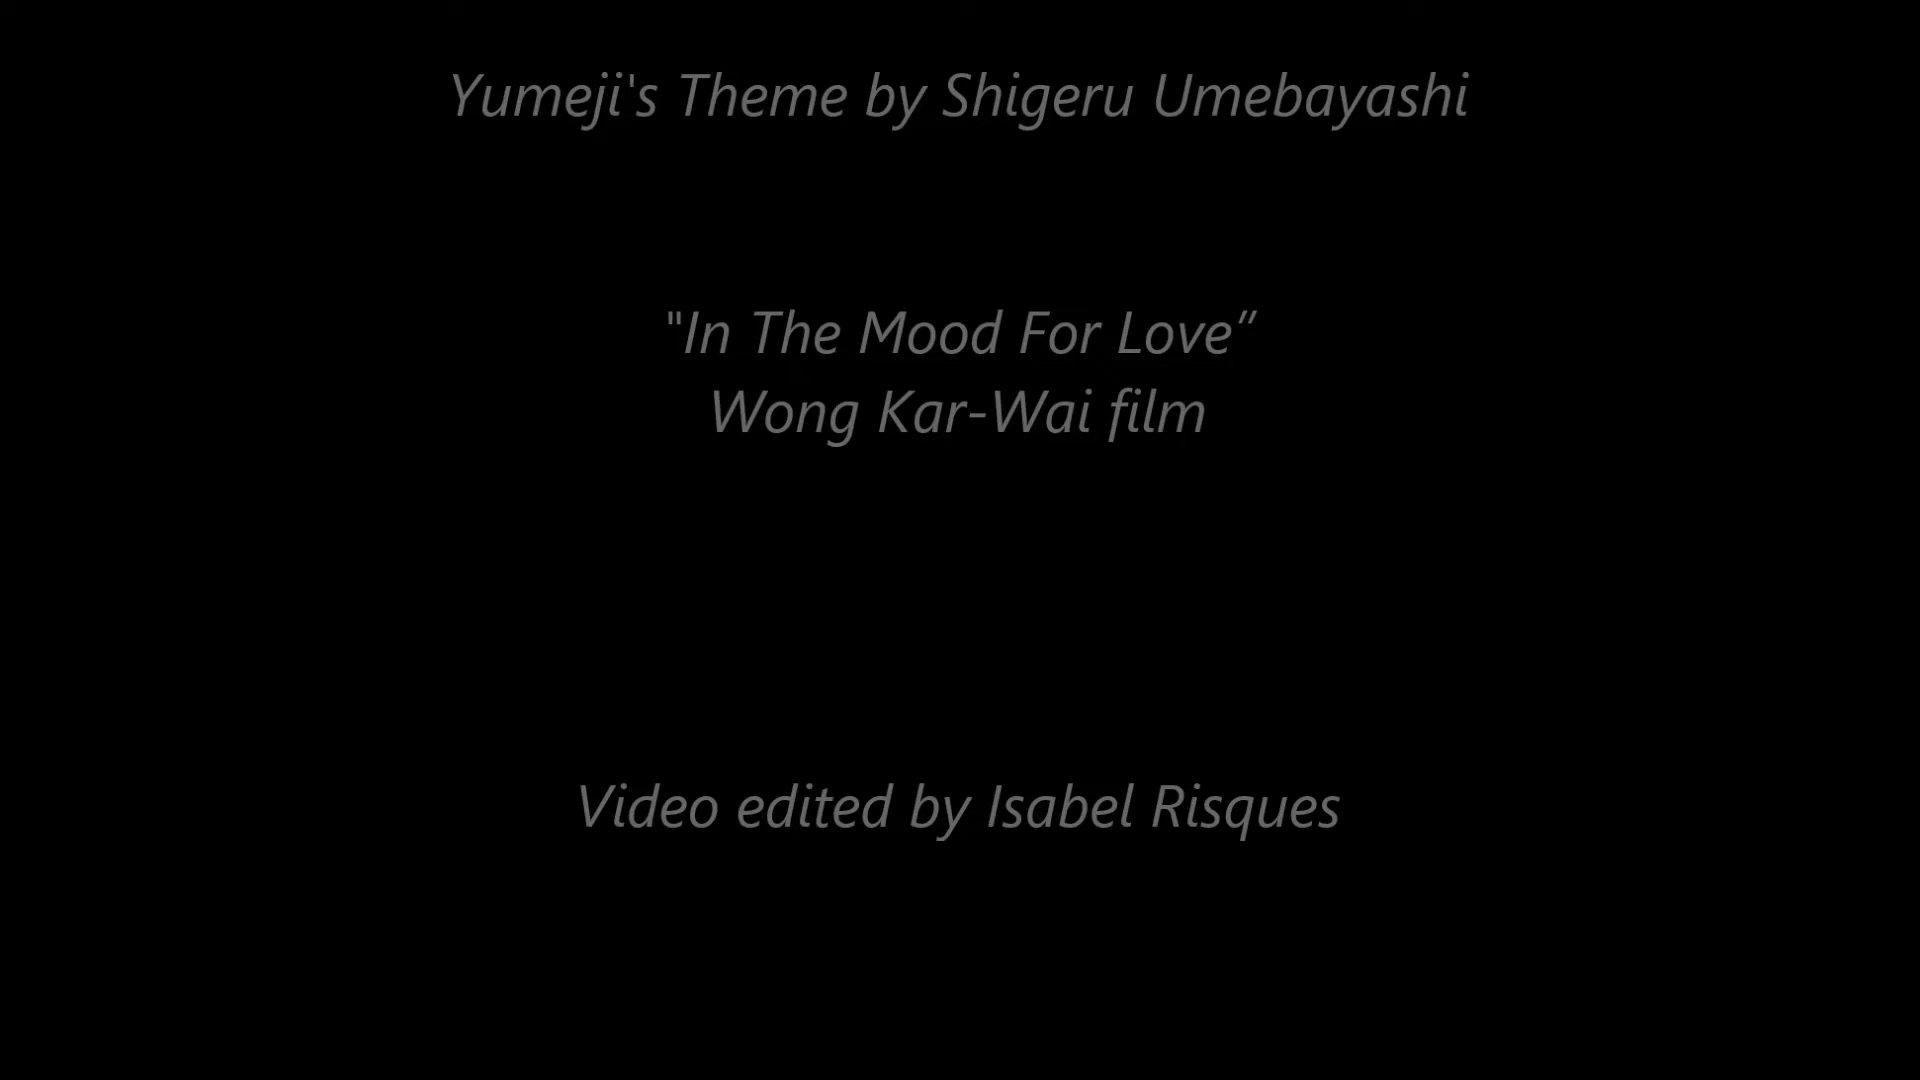 Yumeji's Theme by Shigeru Umebayashi
"In The Mood For Love”
Wong Kar-Wai film
Video edited by Isabel Risques